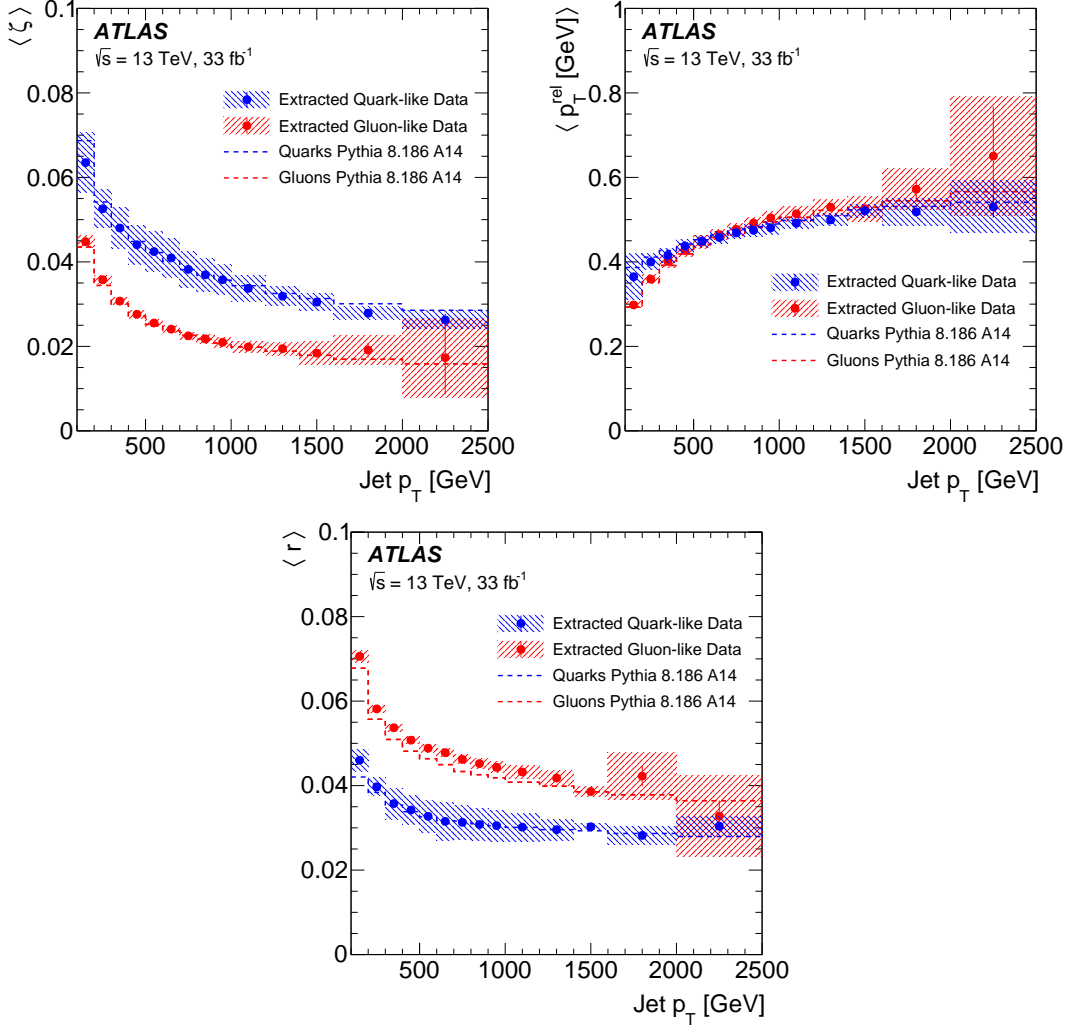 ⟨ ζ ⟩
0.1
0.08
0.06
0.04
0.02
0
ATLAS
√s = 13 TeV, 33 fb⁻¹
Extracted Quark-like Data
Extracted Gluon-like Data
Quarks Pythia 8.186 A14
Gluons Pythia 8.186 A14
500 1000 1500 2000 2500
Jet p_T [GeV]
⟨ p_T^rel [GeV] ⟩
1
0.8
0.6
0.4
0.2
0
ATLAS
√s = 13 TeV, 33 fb⁻¹
Extracted Quark-like Data
Extracted Gluon-like Data
Quarks Pythia 8.186 A14
Gluons Pythia 8.186 A14
500 1000 1500 2000 2500
Jet p_T [GeV]
⟨ r ⟩
0.1
0.08
0.06
0.04
0.02
0
ATLAS
√s = 13 TeV, 33 fb⁻¹
Extracted Quark-like Data
Extracted Gluon-like Data
Quarks Pythia 8.186 A14
Gluons Pythia 8.186 A14
500 1000 1500 2000 2500
Jet p_T [GeV]